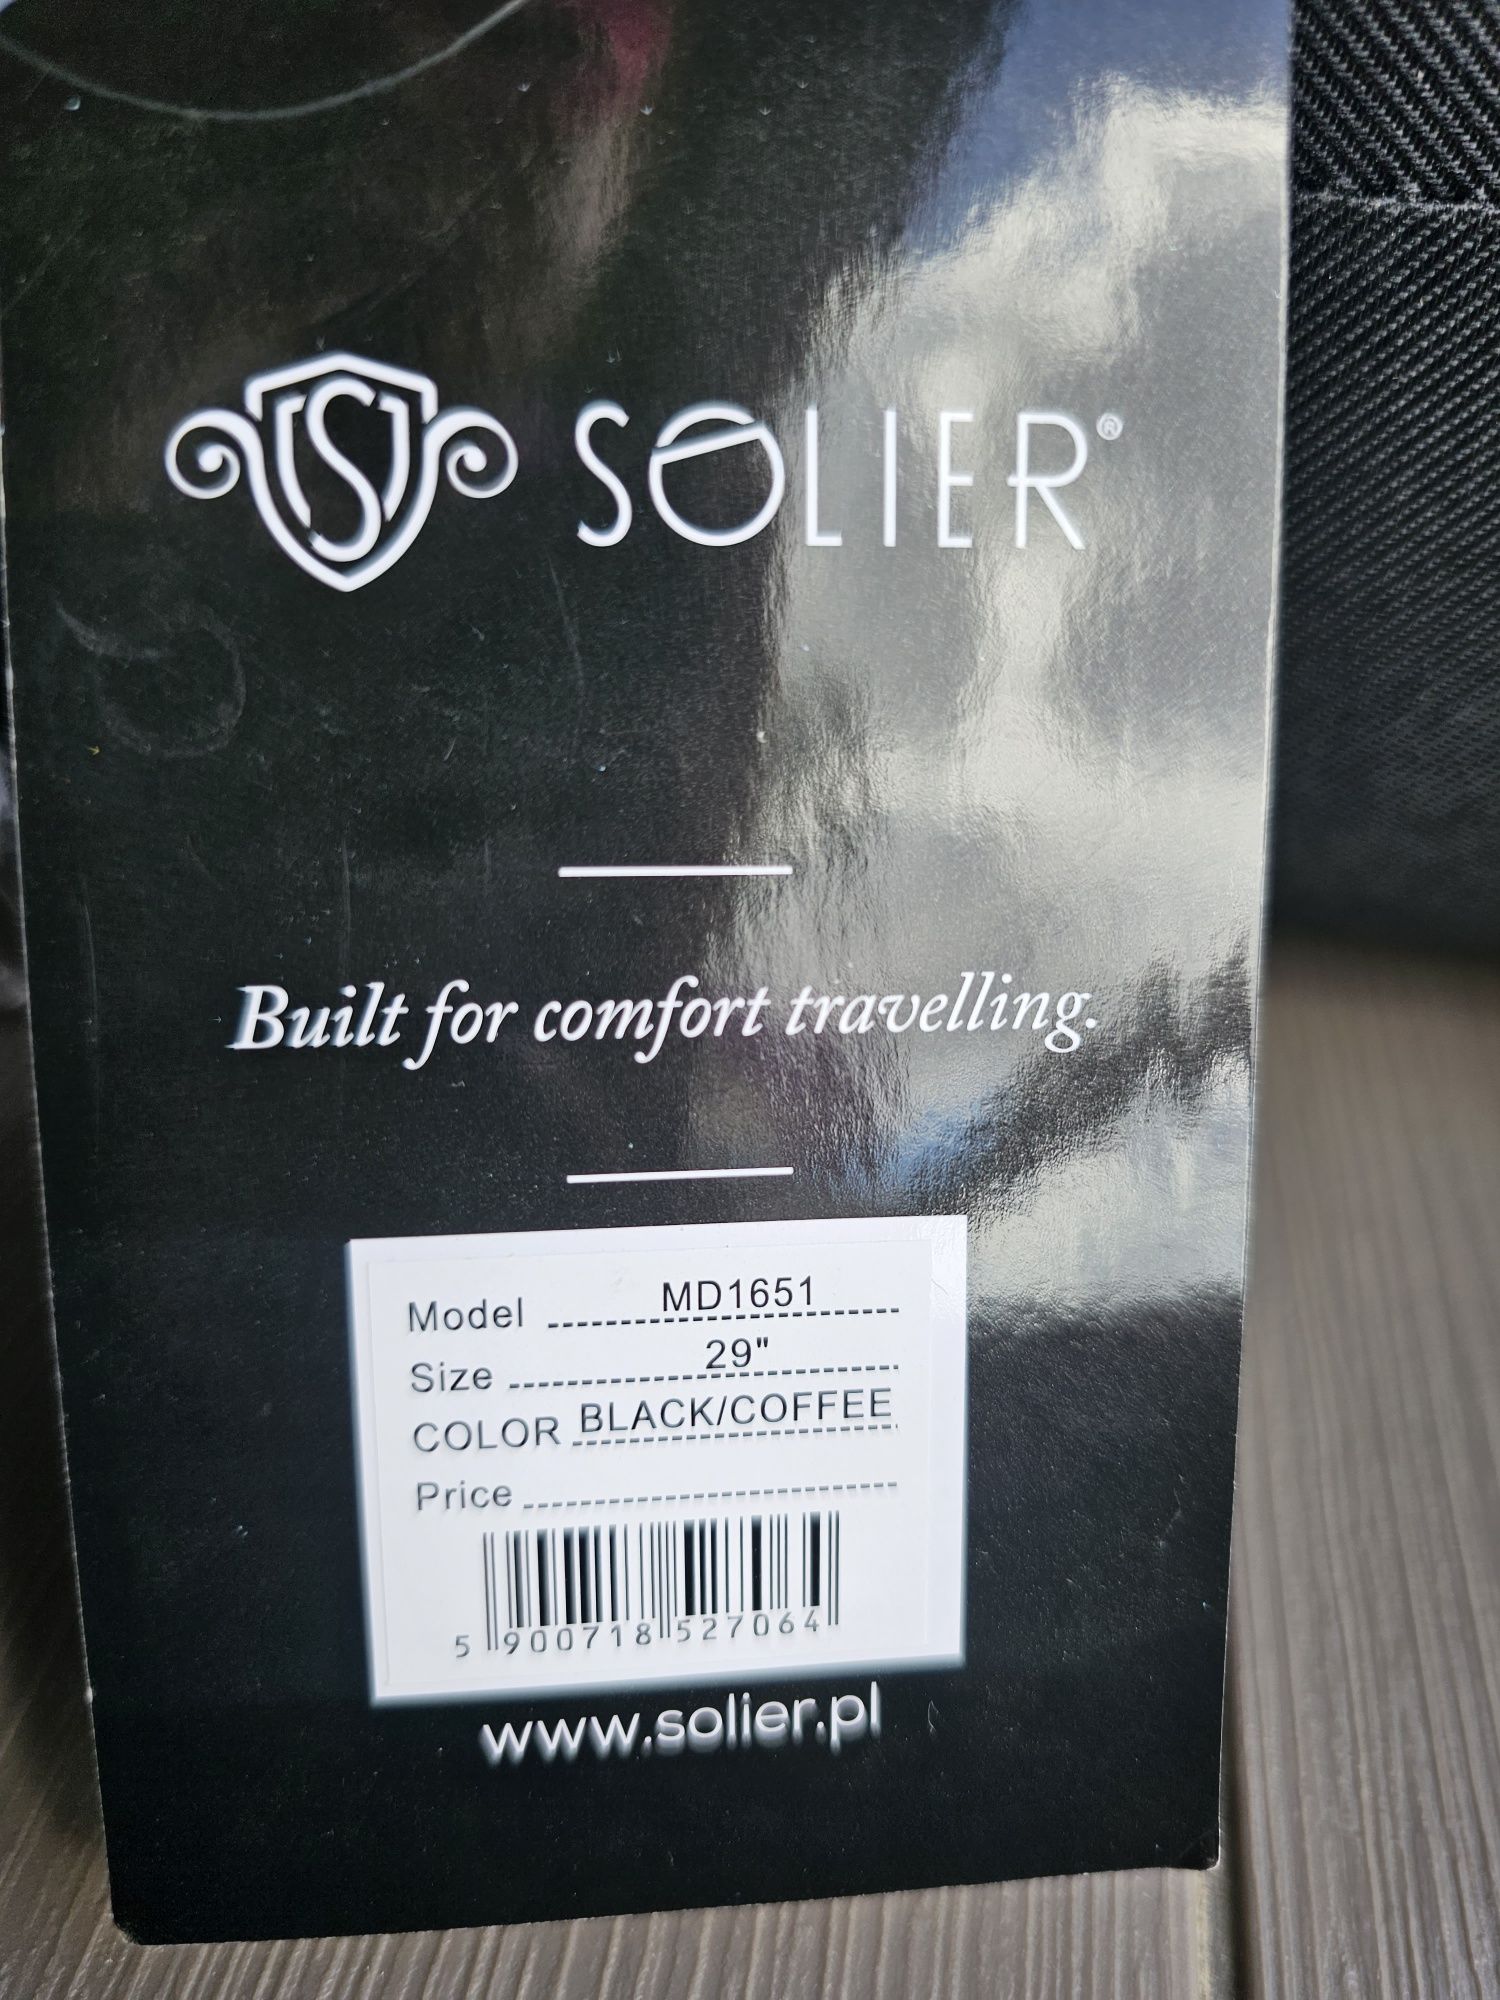 S SOLIER®
Built for comfort travelling.
Model MD1651
Size 29"
COLOR BLACK/COFFEE
Price
5 900718 527064
www.solier.pl